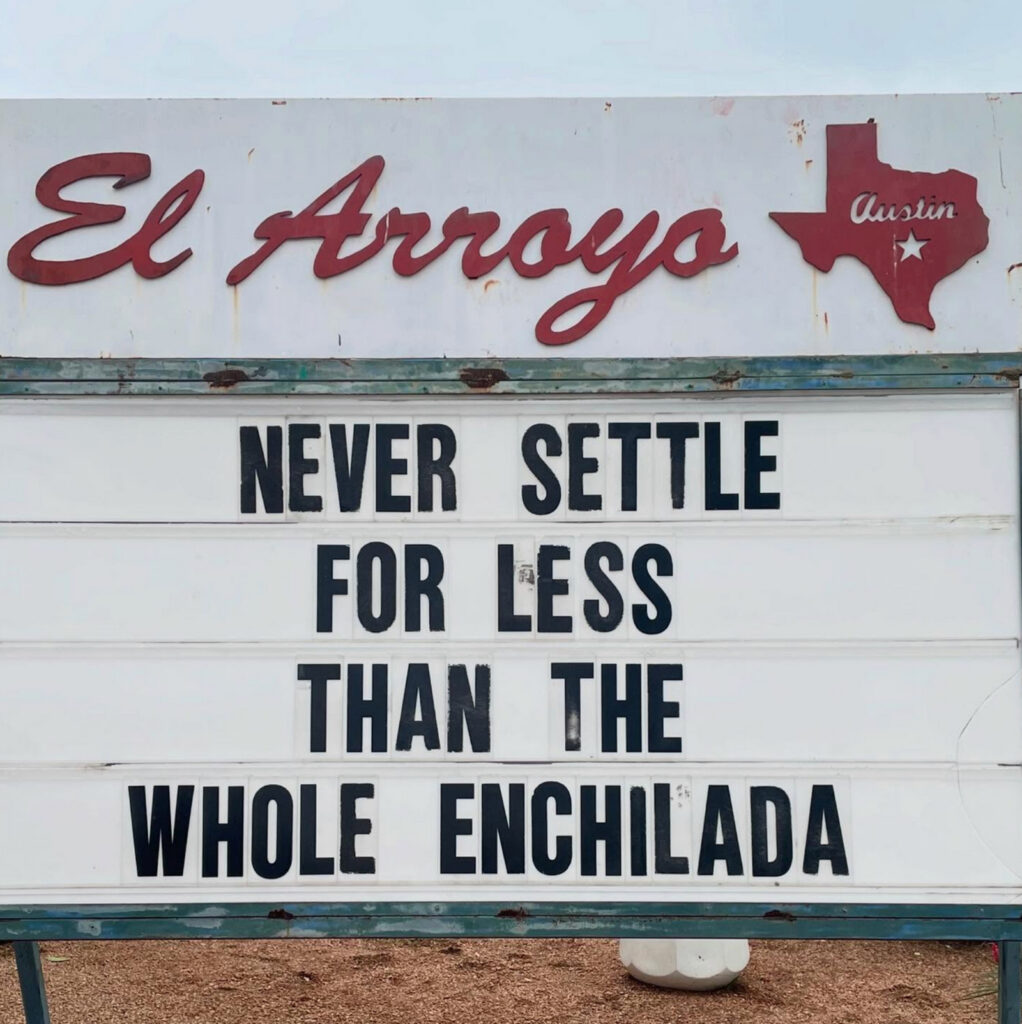 El Arroyo
Austin
NEVER SETTLE
FOR LESS
THAN THE
WHOLE ENCHILADA